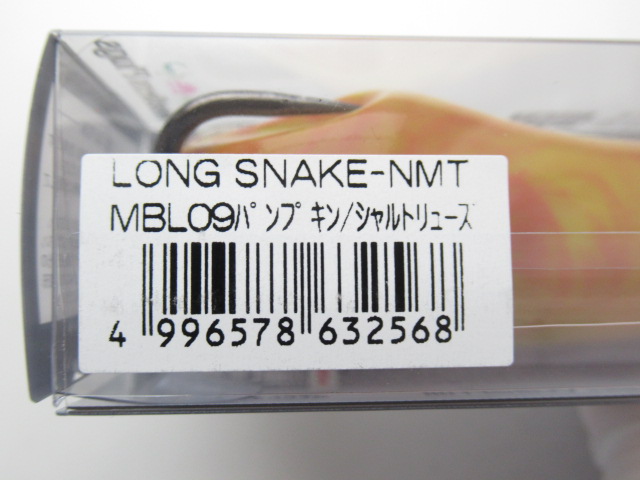 LONG SNAKE-NMT
MBL09ﾊﾟﾝﾌﾟｷﾝ/ｼｬﾙﾄﾘｭｰｽﾞ
4 996578 632568